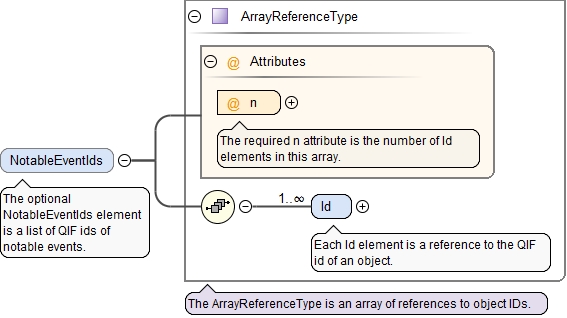 ArrayReferenceType
@ Attributes
@ n
The required n attribute is the number of Id
elements in this array.
NotableEventIds
The optional
NotableEventIds element
is a list of QIF ids of
notable events.
1..∞
Id
Each Id element is a reference to the QIF
id of an object.
The ArrayReferenceType is an array of references to object IDs.